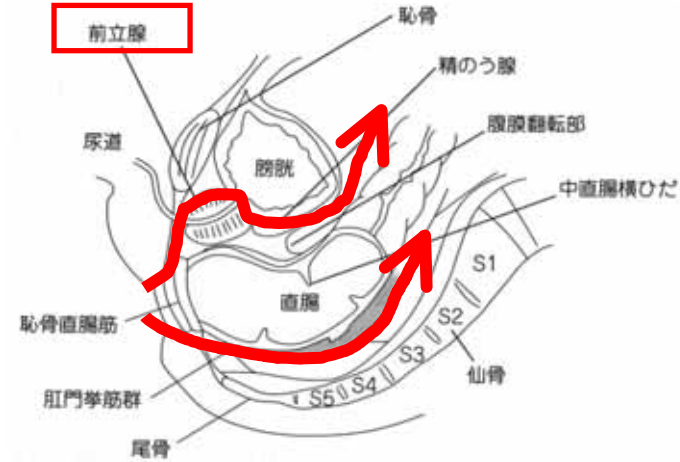 恥骨
前立腺
精のう腺
腹膜翻転部
尿道
膀胱
中直腸横ひだ
S1
直腸
S2
恥骨直腸筋
S3
仙骨
S4
S5
肛門挙筋群
尾骨